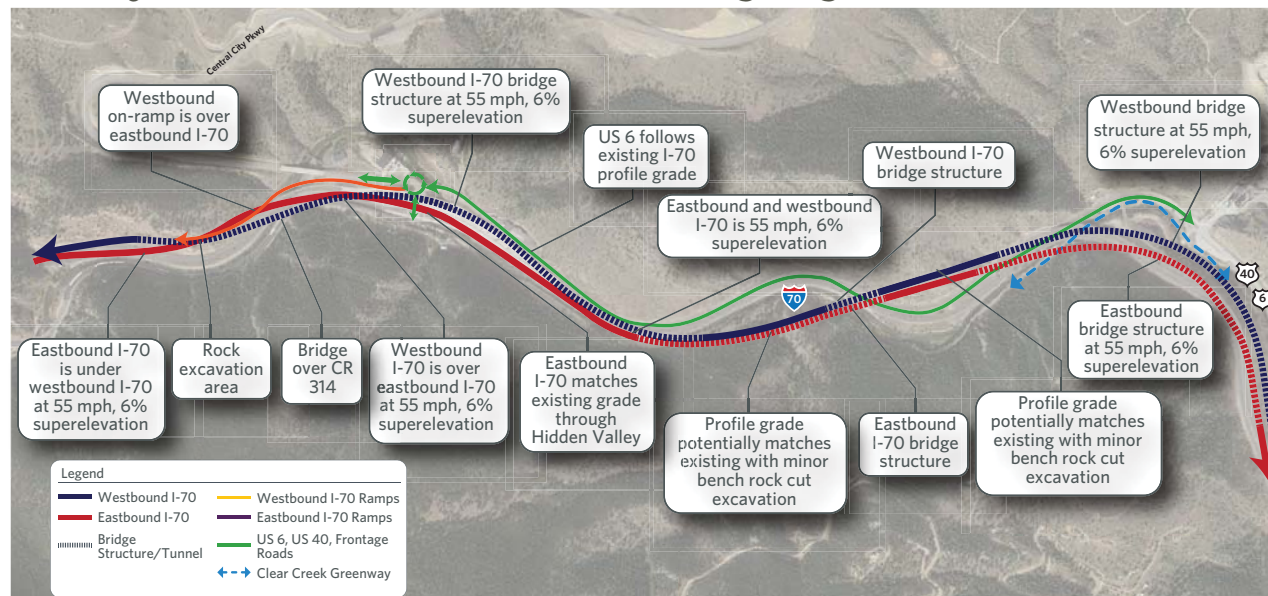 Central City Pkwy
Westbound
on-ramp is over
eastbound I-70
Westbound I-70 bridge
structure at 55 mph, 6%
superelevation
US 6 follows
existing I-70
profile grade
Westbound I-70
bridge structure
Westbound bridge
structure at 55 mph,
6% superelevation
Eastbound and westbound
I-70 is 55 mph, 6%
superelevation
70
40
6
Eastbound I-70
is under
westbound I-70
at 55 mph, 6%
superelevation
Rock
excavation
area
Bridge
over CR
314
Westbound
I-70 is over
eastbound I-70
at 55 mph, 6%
superelevation
Eastbound
I-70 matches
existing grade
through
Hidden Valley
Profile grade
potentially matches
existing with minor
bench rock cut
excavation
Eastbound
I-70 bridge
structure
Profile grade
potentially matches
existing with minor
bench rock cut
excavation
Eastbound
bridge structure
at 55 mph, 6%
superelevation
Legend
Westbound I-70
Eastbound I-70
Bridge
Structure/Tunnel
Westbound I-70 Ramps
Eastbound I-70 Ramps
US 6, US 40, Frontage
Roads
Clear Creek Greenway